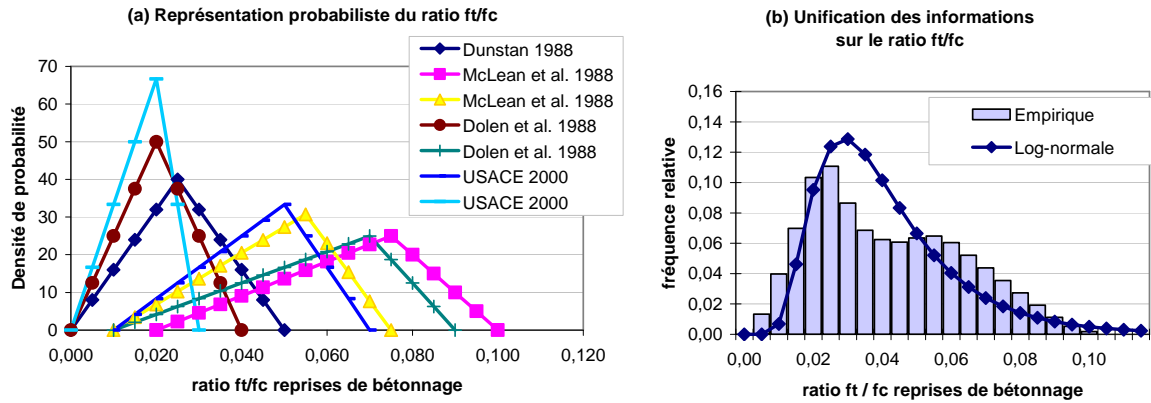 (a) Représentation probabiliste du ratio ft/fc
Densité de probabilité
70
60
50
40
30
20
10
0
0,000
0,020
0,040
0,060
0,080
0,100
0,120
ratio ft/fc reprises de bétonnage
Dunstan 1988
McLean et al. 1988
McLean et al. 1988
Dolen et al. 1988
Dolen et al. 1988
USACE 2000
USACE 2000
(b) Unification des informations
sur le ratio ft/fc
fréquence relative
0,16
0,14
0,12
0,10
0,08
0,06
0,04
0,02
0,00
0,00
0,02
0,04
0,06
0,08
0,10
ratio ft / fc reprises de bétonnage
Empirique
Log-normale